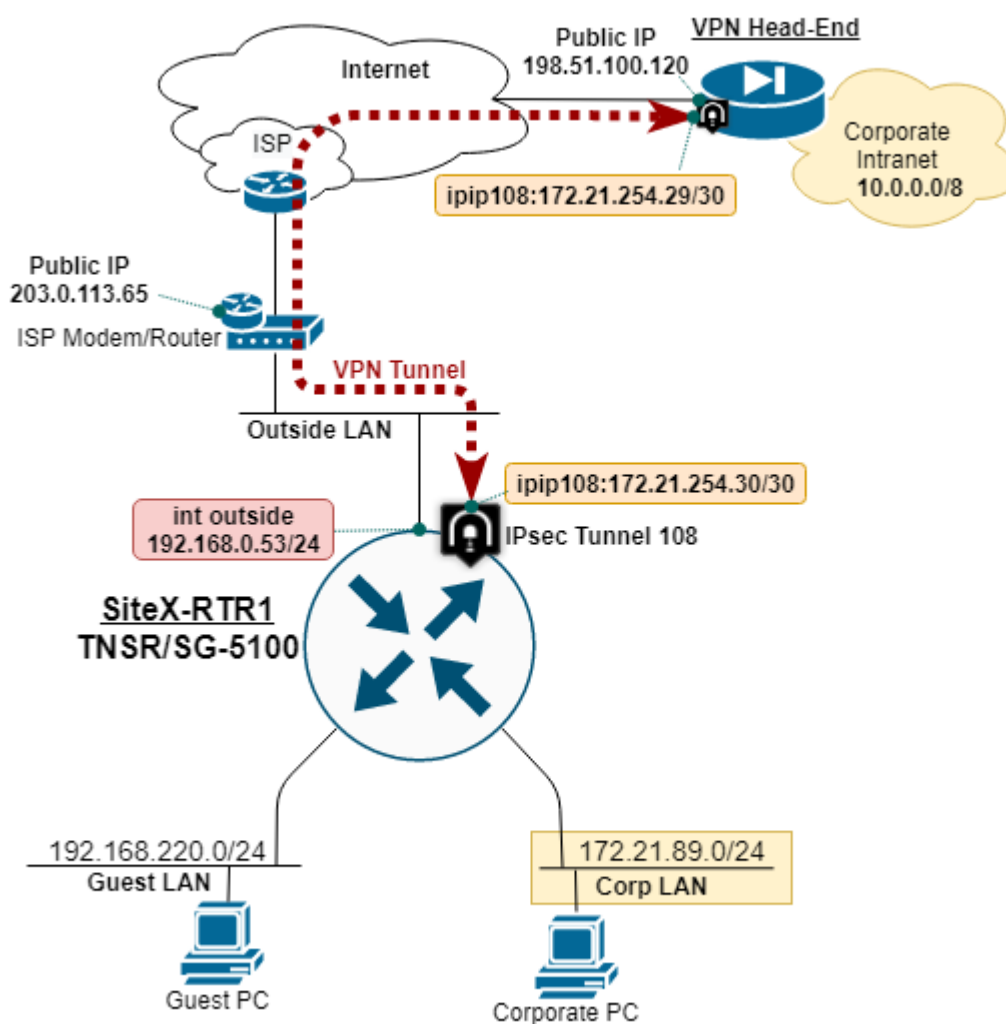 VPN Head-End
Public IP
198.51.100.120
Internet
ISP
Corporate
Intranet
10.0.0.0/8
ipip108:172.21.254.29/30
Public IP
203.0.113.65
ISP Modem/Router
VPN Tunnel
Outside LAN
ipip108:172.21.254.30/30
int outside
192.168.0.53/24
IPsec Tunnel 108
SiteX-RTR1
TNSR/SG-5100
192.168.220.0/24
Guest LAN
172.21.89.0/24
Corp LAN
Guest PC
Corporate PC